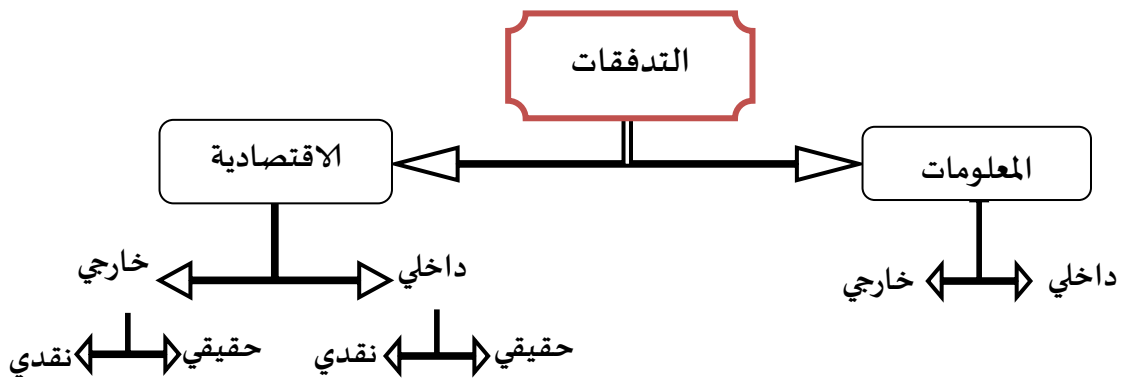 التدفقات
المعلومات
الاقتصادية
داخلي
خارجي
داخلي
خارجي
حقيقي
نقدي
حقيقي
نقدي